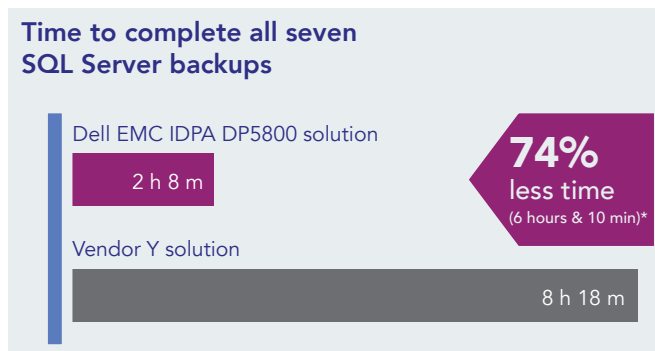 Time to complete all seven
SQL Server backups
Dell EMC IDPA DP5800 solution
2 h 8 m
74%
less time
(6 hours & 10 min)*
Vendor Y solution
8 h 18 m